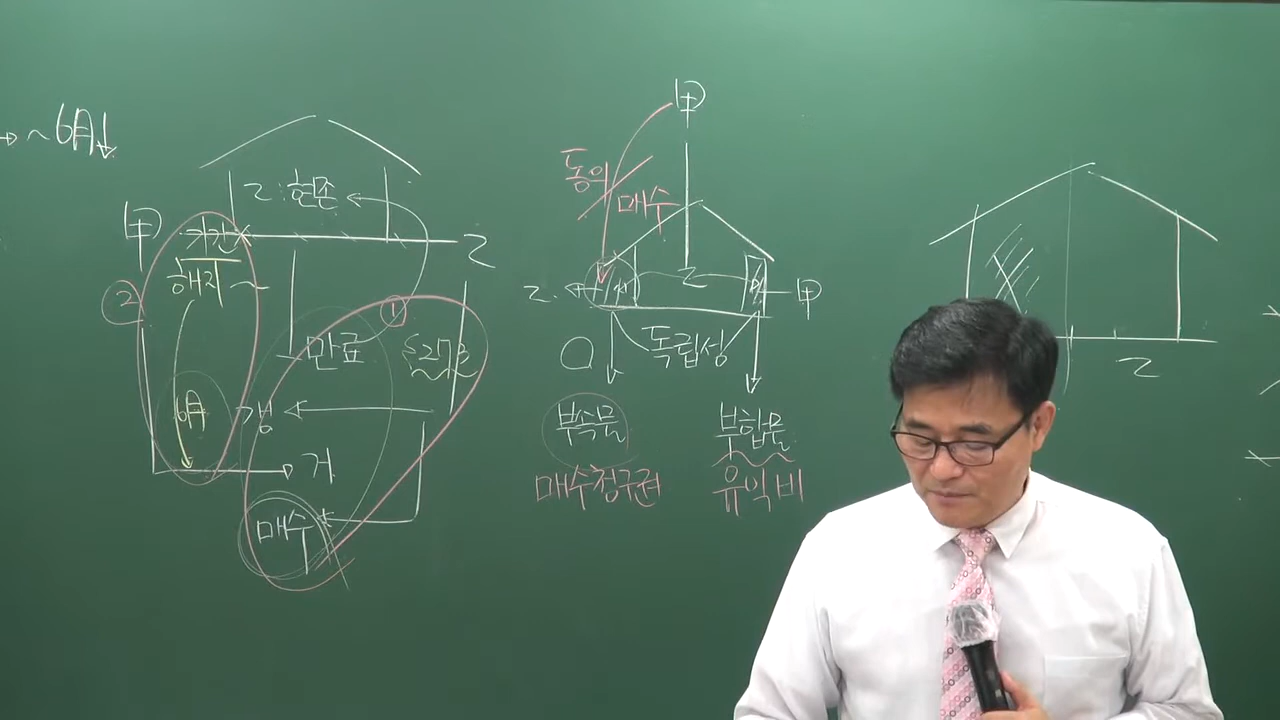 → ~6月↓
乙:현존
甲 기간 乙
해지 ~
②
①
만료
6月
갱
거
매수
甲
동의
매수
乙 ← 乙 甲
독립성
부속물 부합물
매수청구권 유익비
乙